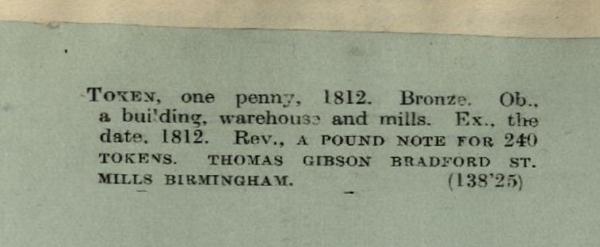 TOKEN, one penny, 1812. Bronze. Ob.,
a building, warehouse and mills. Ex., the
date, 1812. Rev., A POUND NOTE FOR 240
TOKENS. THOMAS GIBSON BRADFORD ST.
MILLS BIRMINGHAM. (138'25)